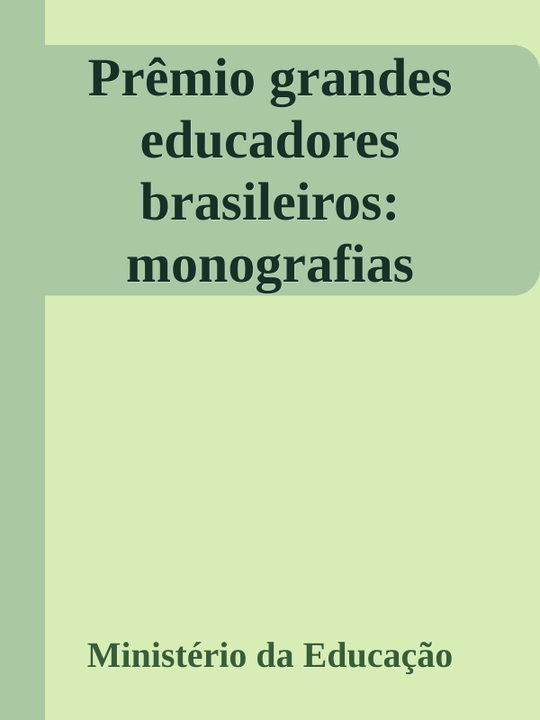 Prêmio grandes
educadores
brasileiros:
monografias
Ministério da Educação